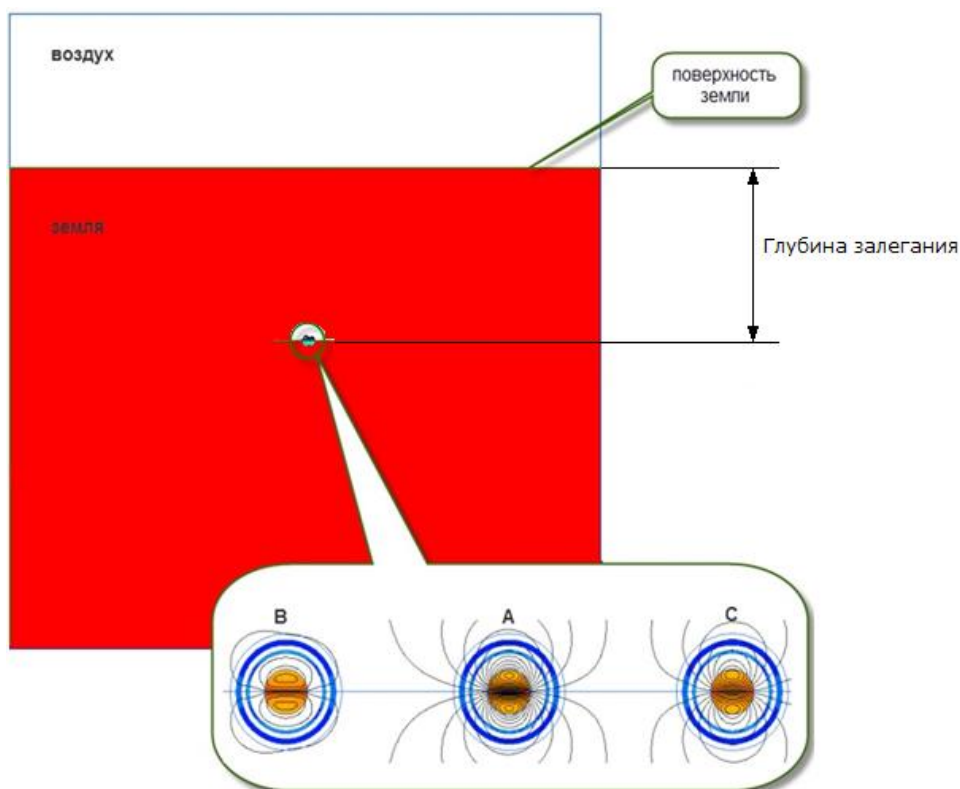 воздух
поверхность
земли
земля
Глубина залегания
B A C